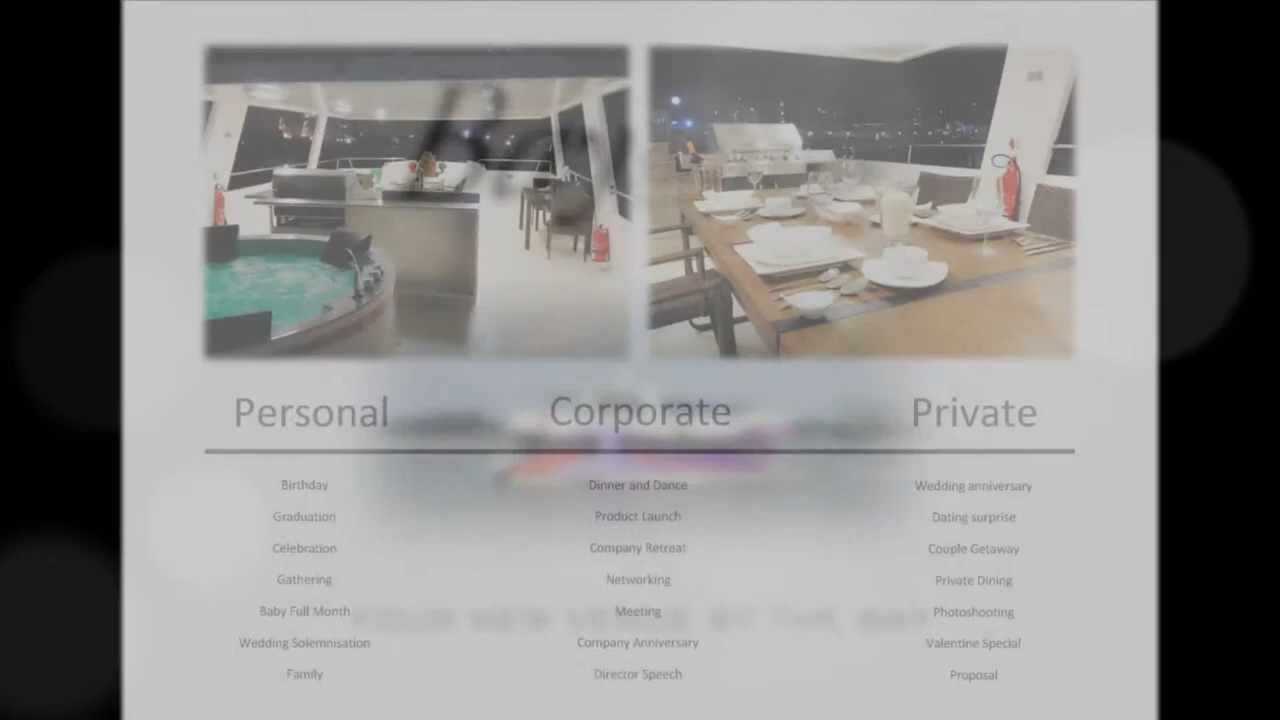 Personal
Corporate
Private
Birthday
Dinner and Dance
Wedding anniversary
Graduation
Product Launch
Dating surprise
Celebration
Company Retreat
Couple Getaway
Gathering
Networking
Private Dining
Baby Full Month
Meeting
Photoshooting
Wedding Solemnisation
Company Anniversary
Valentine Special
Family
Director Speech
Proposal